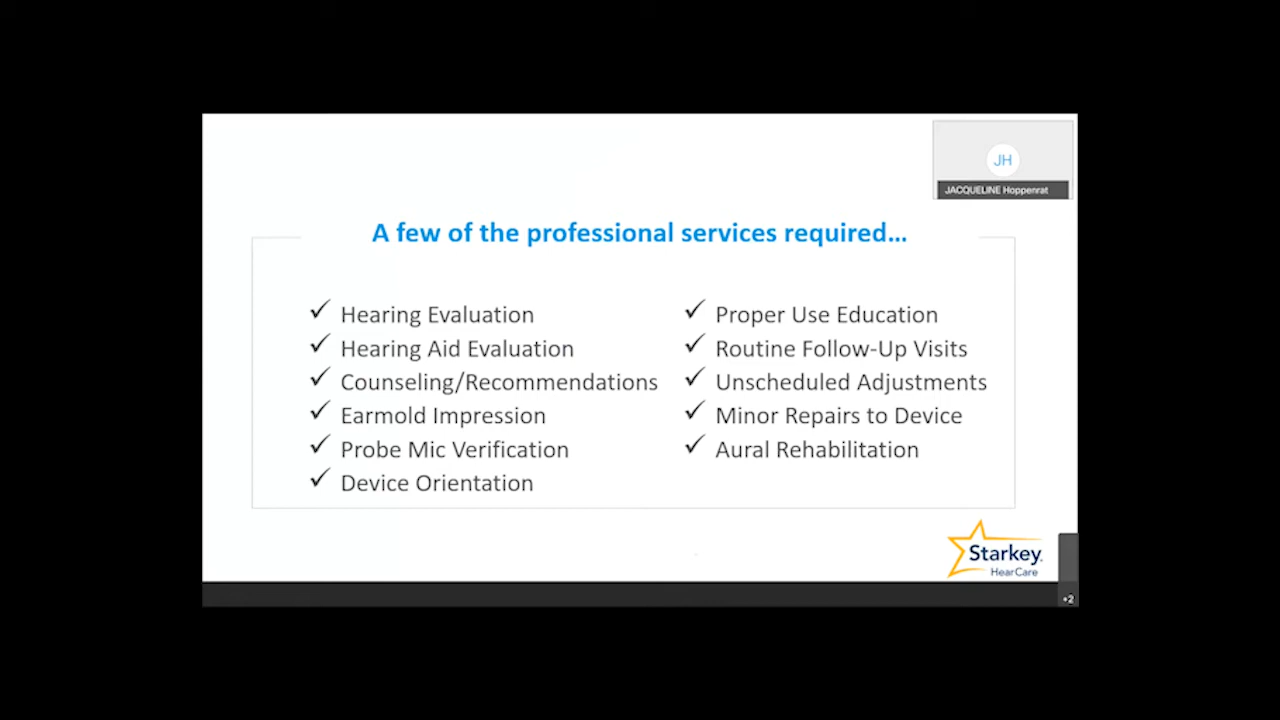 JH
JACQUELINE Hoppenrat
A few of the professional services required...
✓ Hearing Evaluation
✓ Hearing Aid Evaluation
✓ Counseling/Recommendations
✓ Earmold Impression
✓ Probe Mic Verification
✓ Device Orientation
✓ Proper Use Education
✓ Routine Follow-Up Visits
✓ Unscheduled Adjustments
✓ Minor Repairs to Device
✓ Aural Rehabilitation
Starkey.
HearCare
+2